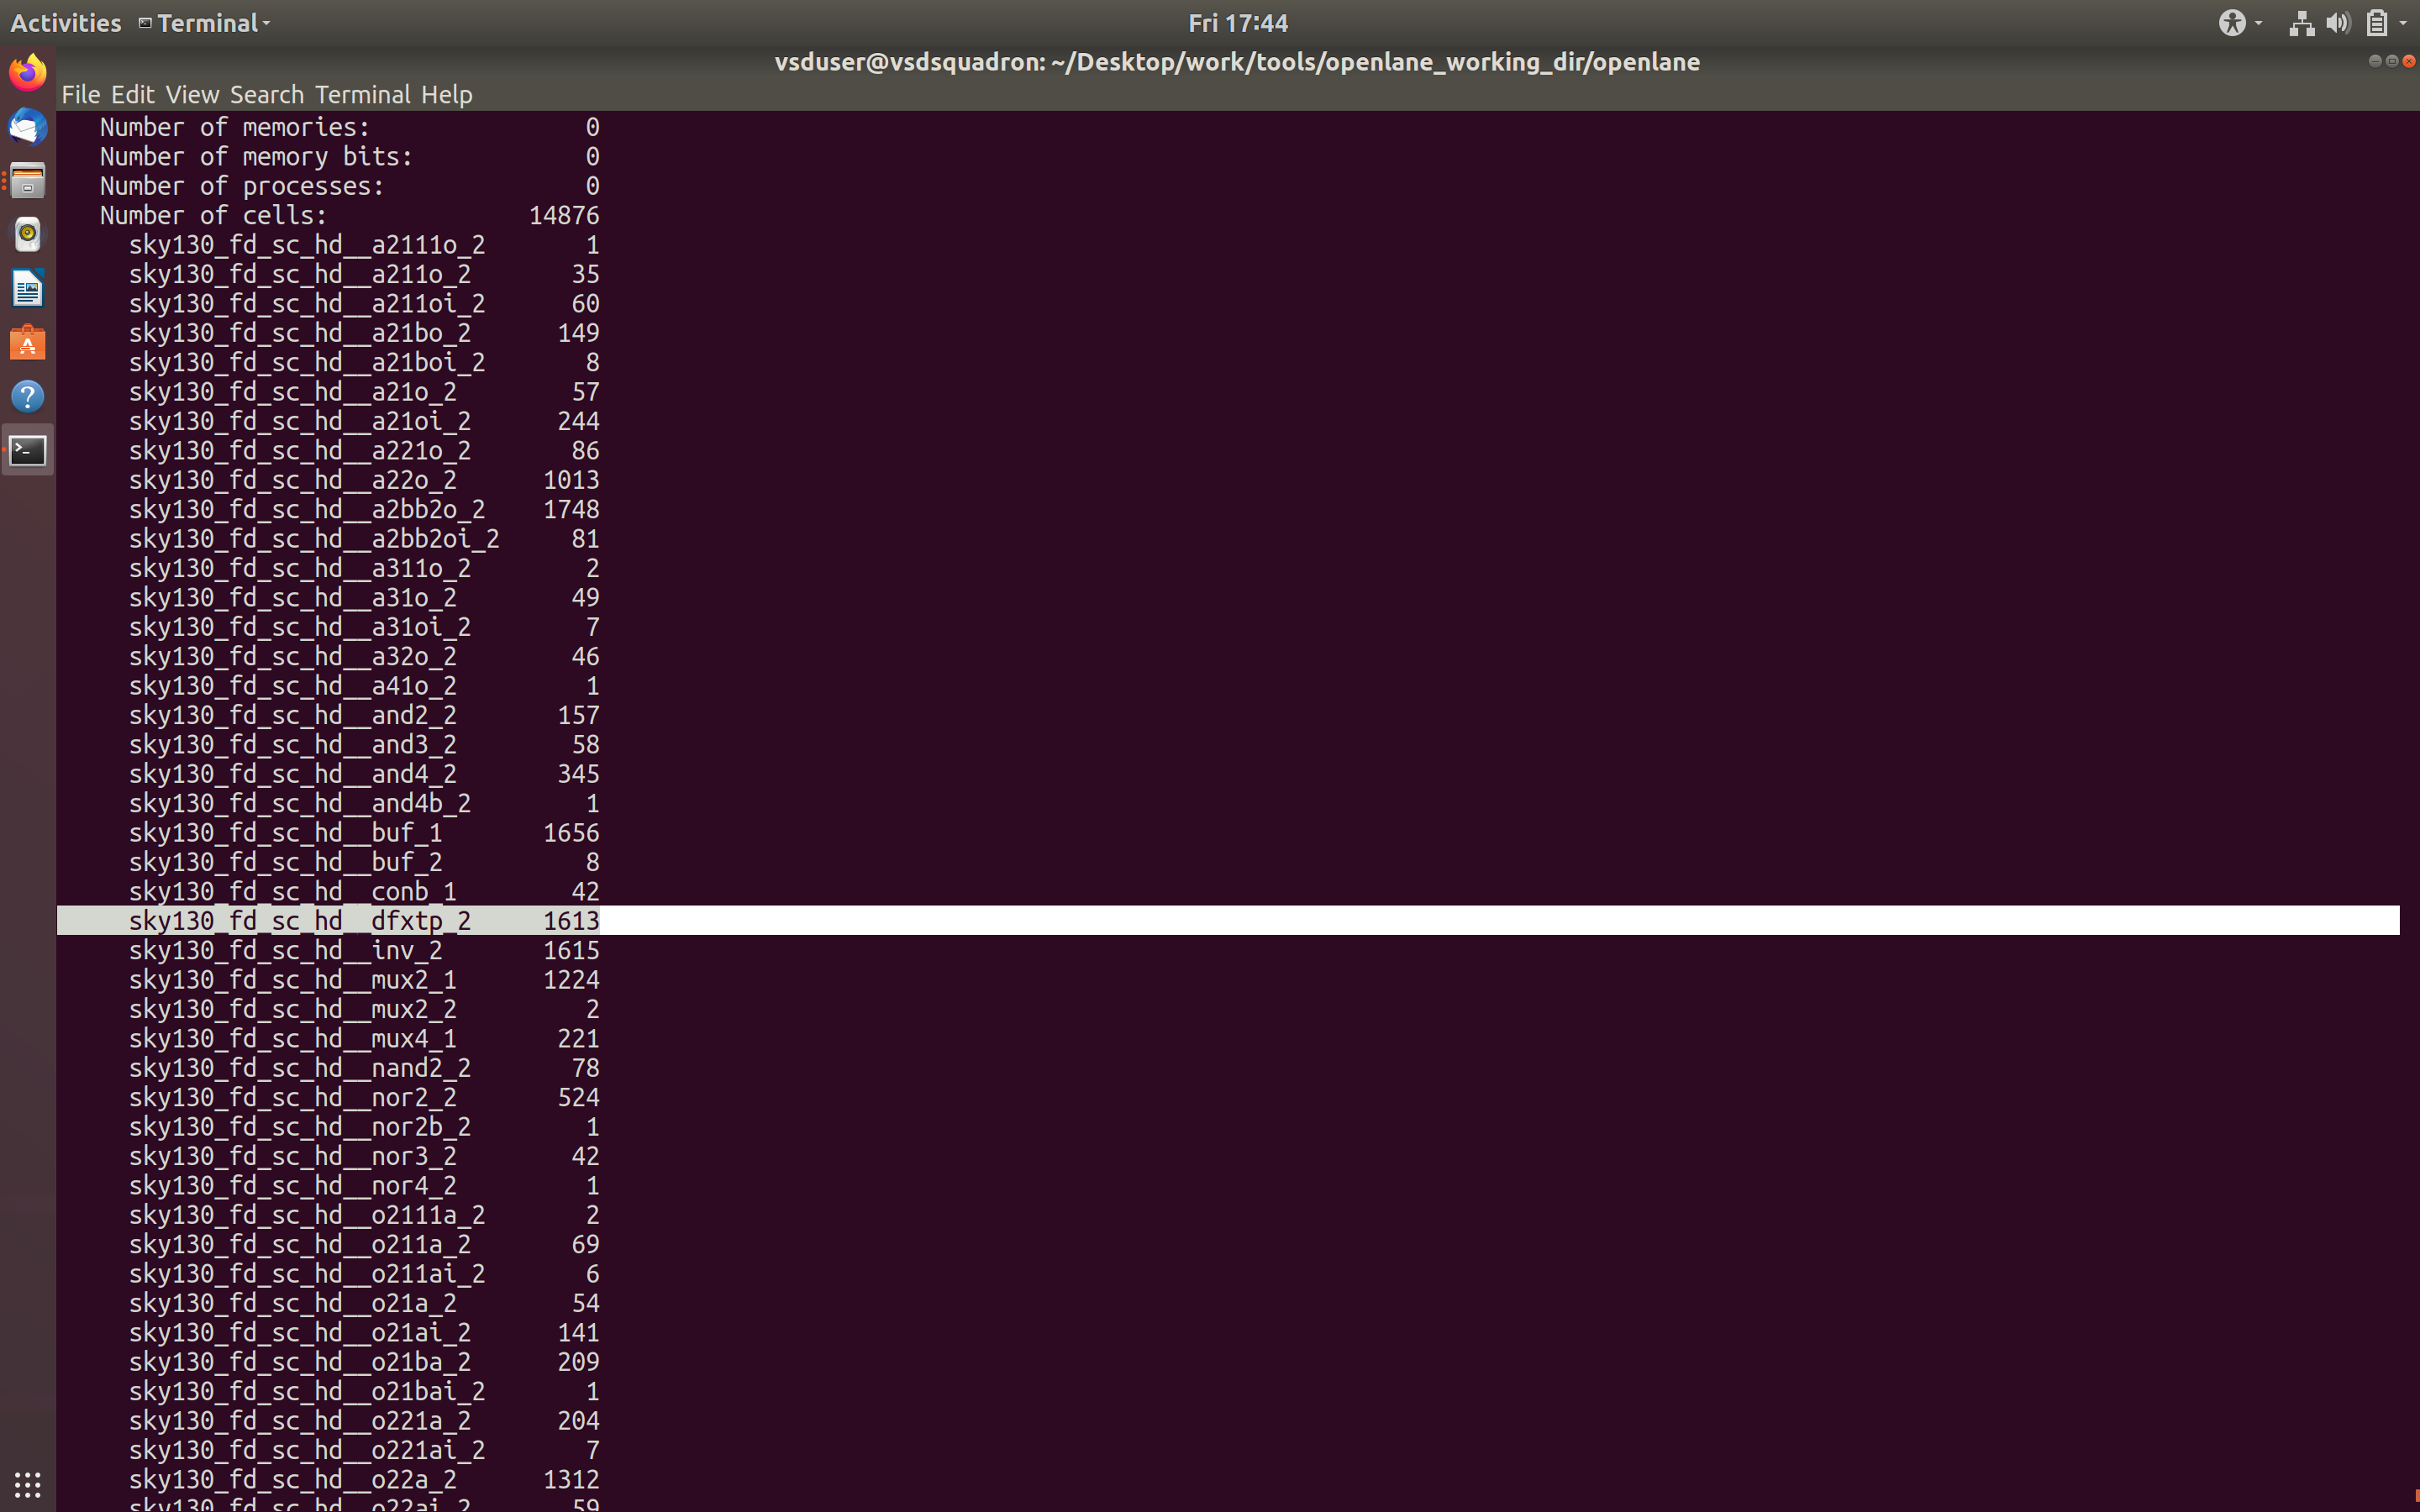 Activities Terminal Fri 17:44
vsduser@vsdsquadron: ~/Desktop/work/tools/openlane_working_dir/openlane
File Edit View Search Terminal Help
Number of memories: 0
Number of memory bits: 0
Number of processes: 0
Number of cells: 14876
sky130_fd_sc_hd__a2111o_2 1
sky130_fd_sc_hd__a211o_2 35
sky130_fd_sc_hd__a211oi_2 60
sky130_fd_sc_hd__a21bo_2 149
sky130_fd_sc_hd__a21boi_2 8
sky130_fd_sc_hd__a21o_2 57
sky130_fd_sc_hd__a21oi_2 244
sky130_fd_sc_hd__a221o_2 86
sky130_fd_sc_hd__a22o_2 1013
sky130_fd_sc_hd__a2bb2o_2 1748
sky130_fd_sc_hd__a2bb2oi_2 81
sky130_fd_sc_hd__a311o_2 2
sky130_fd_sc_hd__a31o_2 49
sky130_fd_sc_hd__a31oi_2 7
sky130_fd_sc_hd__a32o_2 46
sky130_fd_sc_hd__a41o_2 1
sky130_fd_sc_hd__and2_2 157
sky130_fd_sc_hd__and3_2 58
sky130_fd_sc_hd__and4_2 345
sky130_fd_sc_hd__and4b_2 1
sky130_fd_sc_hd__buf_1 1656
sky130_fd_sc_hd__buf_2 8
sky130_fd_sc_hd__conb_1 42
sky130_fd_sc_hd__dfxtp_2 1613
sky130_fd_sc_hd__inv_2 1615
sky130_fd_sc_hd__mux2_1 1224
sky130_fd_sc_hd__mux2_2 2
sky130_fd_sc_hd__mux4_1 221
sky130_fd_sc_hd__nand2_2 78
sky130_fd_sc_hd__nor2_2 524
sky130_fd_sc_hd__nor2b_2 1
sky130_fd_sc_hd__nor3_2 42
sky130_fd_sc_hd__nor4_2 1
sky130_fd_sc_hd__o2111a_2 2
sky130_fd_sc_hd__o211a_2 69
sky130_fd_sc_hd__o211ai_2 6
sky130_fd_sc_hd__o21a_2 54
sky130_fd_sc_hd__o21ai_2 141
sky130_fd_sc_hd__o21ba_2 209
sky130_fd_sc_hd__o21bai_2 1
sky130_fd_sc_hd__o221a_2 204
sky130_fd_sc_hd__o221ai_2 7
sky130_fd_sc_hd__o22a_2 1312
sky130_fd_sc_hd__o22ai_2 59